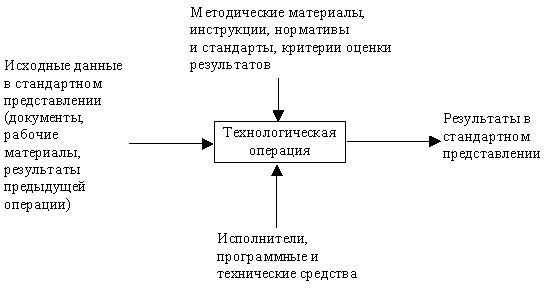 Методические материалы,
инструкции, нормативы
и стандарты, критерии оценки
результатов
Исходные данные
в стандартном
представлении
(документы,
рабочие
материалы,
результаты
предыдущей
операции)
Технологическая
операция
Результаты в
стандартном
представлении
Исполнители,
программные и
технические средства